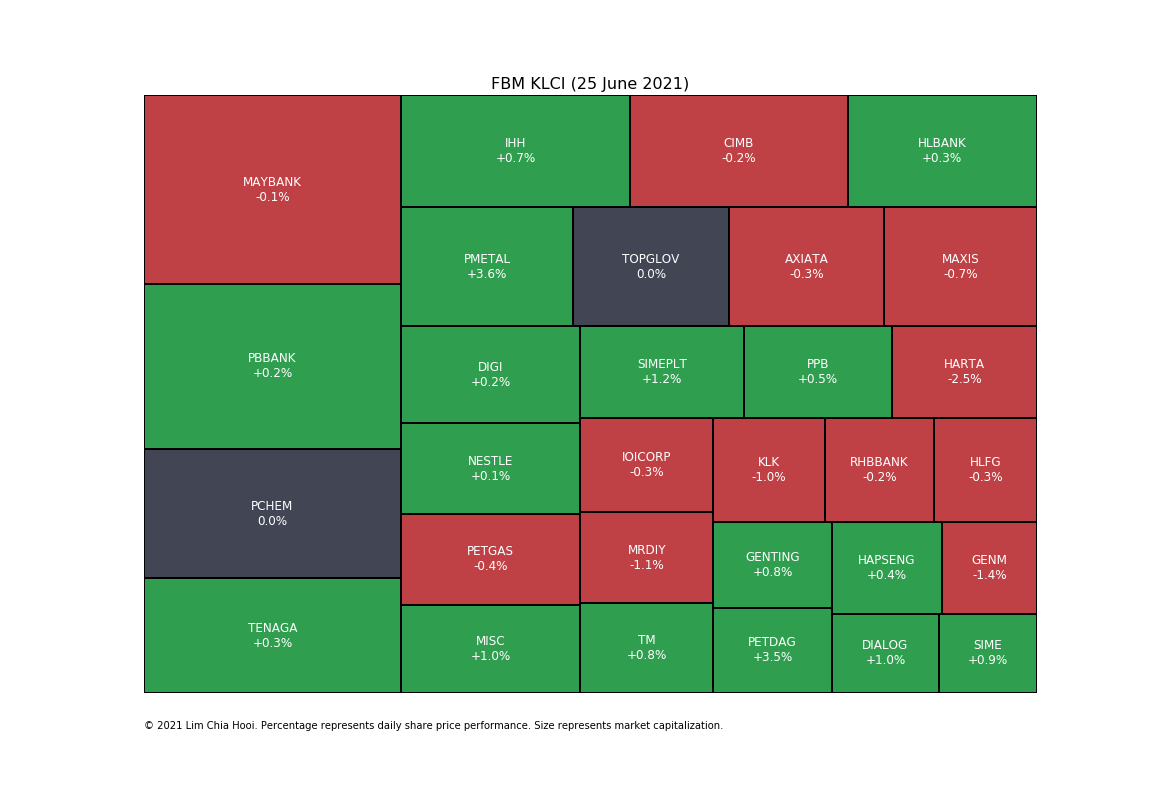 FBM KLCI (25 June 2021)
MAYBANK
-0.1%
PBBANK
+0.2%
PCHEM
0.0%
TENAGA
+0.3%
IHH
+0.7%
CIMB
-0.2%
HLBANK
+0.3%
PMETAL
+3.6%
TOPGLOV
0.0%
AXIATA
-0.3%
MAXIS
-0.7%
DIGI
+0.2%
NESTLE
+0.1%
PETGAS
-0.4%
MISC
+1.0%
SIMEPLT
+1.2%
PPB
+0.5%
HARTA
-2.5%
IOICORP
-0.3%
MRDIY
-1.1%
TM
+0.8%
KLK
-1.0%
RHBBANK
-0.2%
HLFG
-0.3%
GENTING
+0.8%
PETDAG
+3.5%
HAPSENG
+0.4%
GENM
-1.4%
DIALOG
+1.0%
SIME
+0.9%
© 2021 Lim Chia Hooi. Percentage represents daily share price performance. Size represents market capitalization.